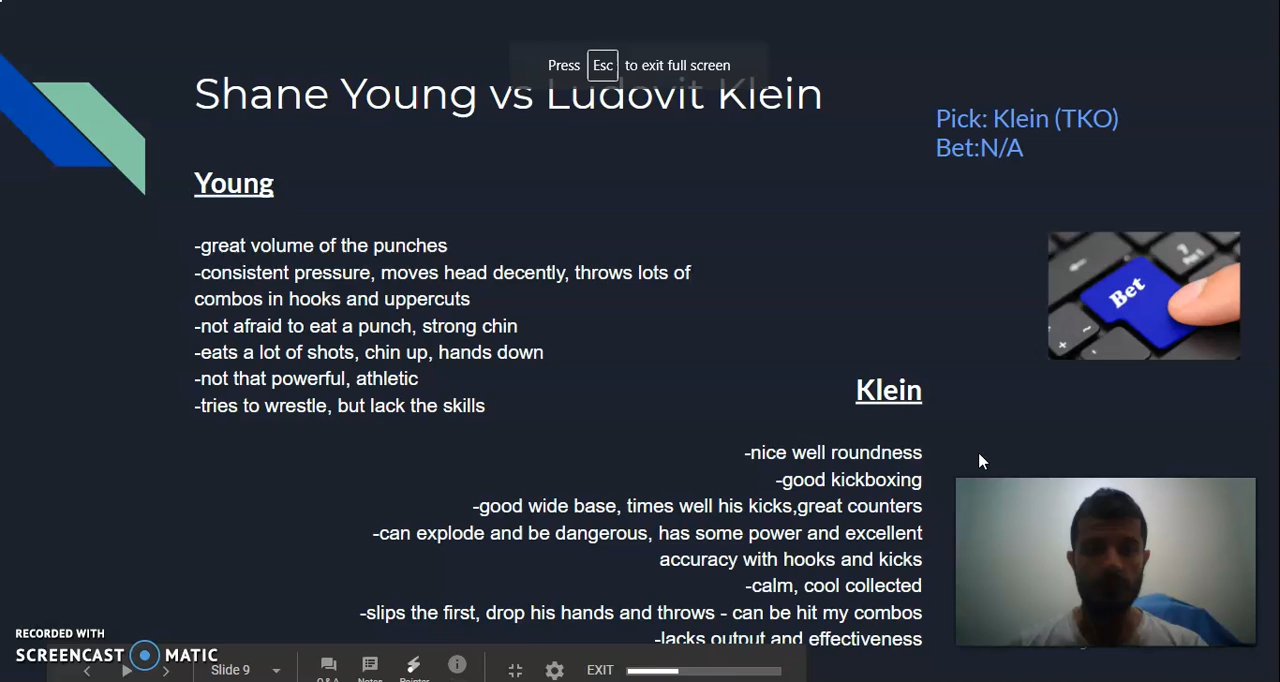 Press Esc to exit full screen
Shane Young vs Ludovit Klein
Pick: Klein (TKO)
Bet:N/A
Young
-great volume of the punches
-consistent pressure, moves head decently, throws lots of
combos in hooks and uppercuts
-not afraid to eat a punch, strong chin
-eats a lot of shots, chin up, hands down
-not that powerful, athletic
-tries to wrestle, but lack the skills
Bet
Klein
-nice well roundness
-good kickboxing
-good wide base, times well his kicks,great counters
-can explode and be dangerous, has some power and excellent
accuracy with hooks and kicks
-calm, cool collected
-slips the first, drop his hands and throws - can be hit my combos
-lacks output and effectiveness
RECORDED WITH
SCREENCAST MATIC
Slide 9
Q&A
Notes
Pointer
EXIT